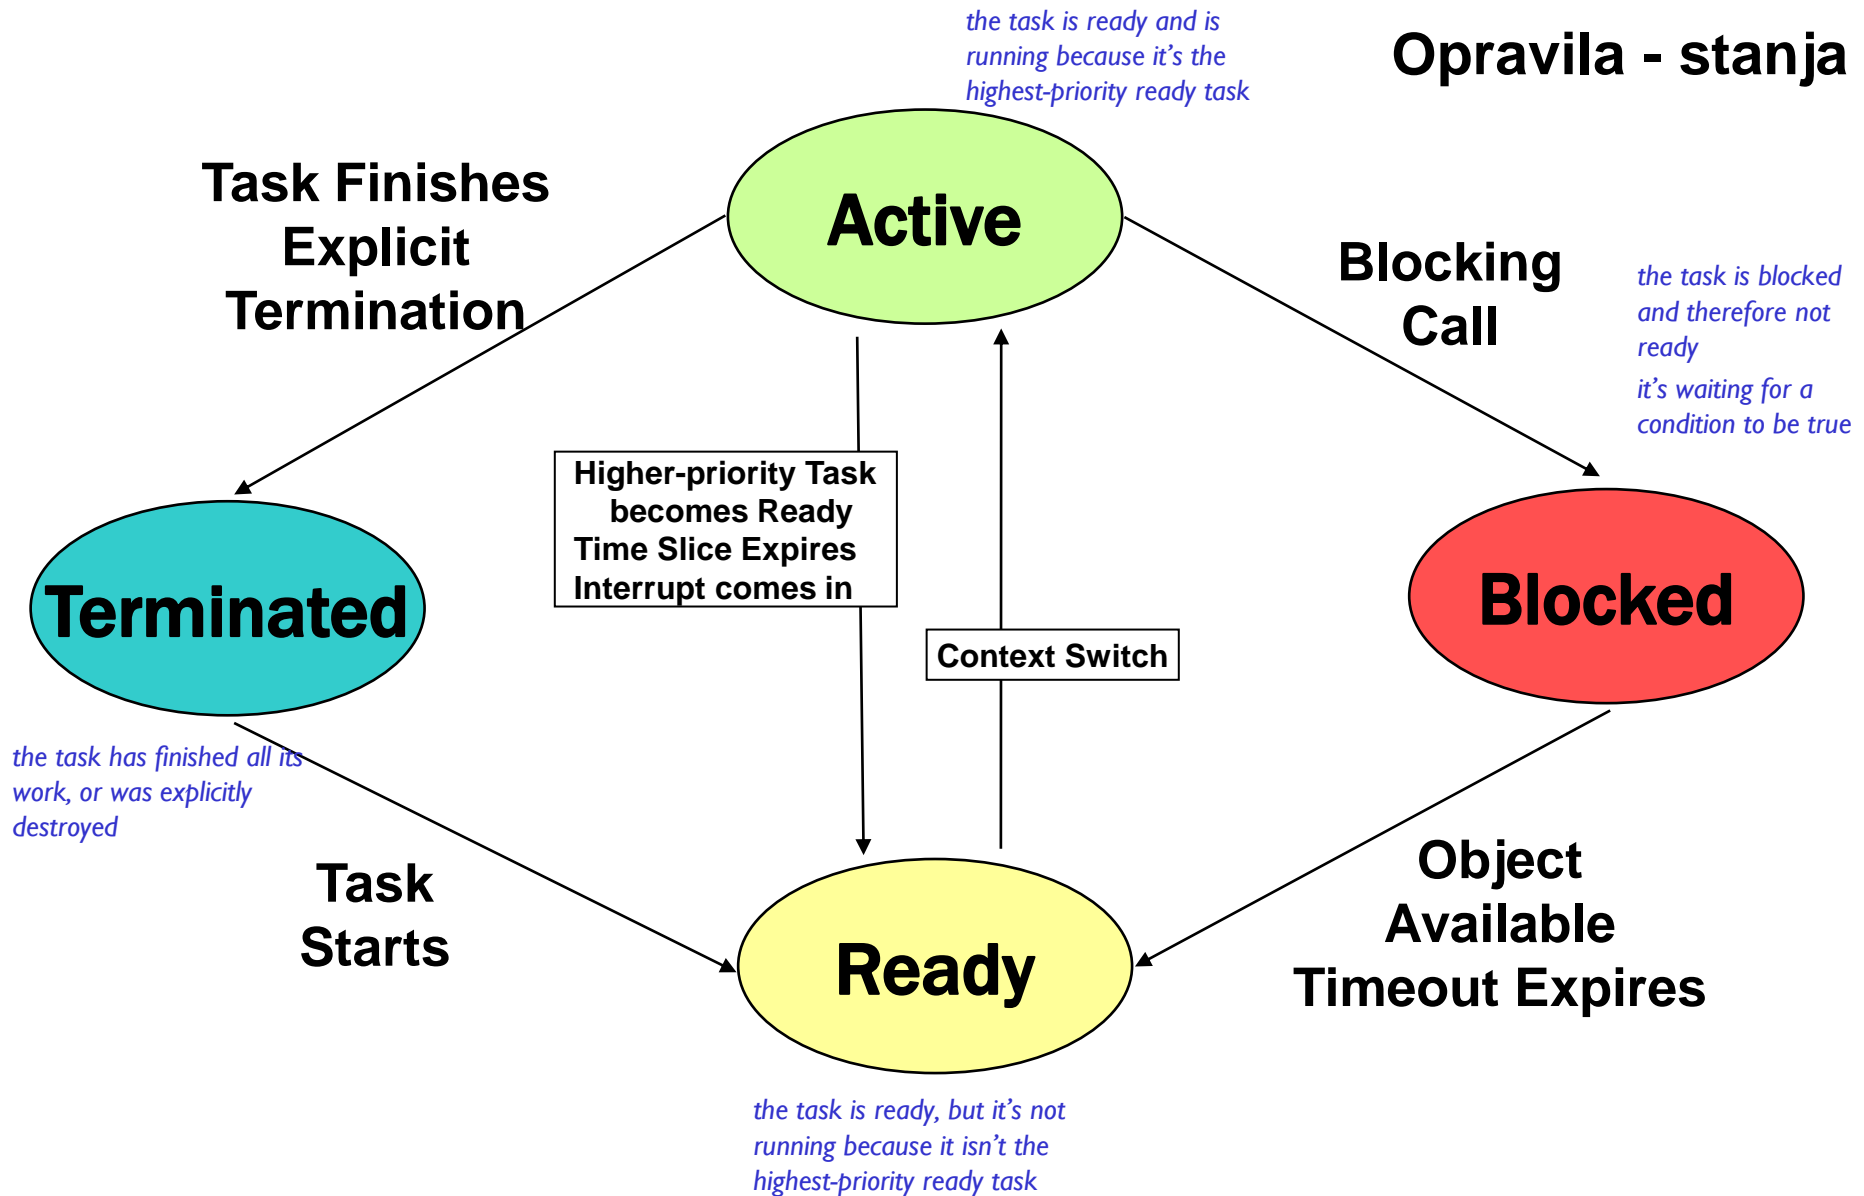 the task is ready and is
running because it's the
highest-priority ready task
Opravila - stanja
Task Finishes
Explicit
Termination
Active
Blocking
Call
the task is blocked
and therefore not
ready
it's waiting for a
condition to be true
Higher-priority Task
becomes Ready
Time Slice Expires
Interrupt comes in
Terminated
Context Switch
Blocked
the task has finished all its
work, or was explicitly
destroyed
Task
Starts
Ready
Object
Available
Timeout Expires
the task is ready, but it's not
running because it isn't the
highest-priority ready task